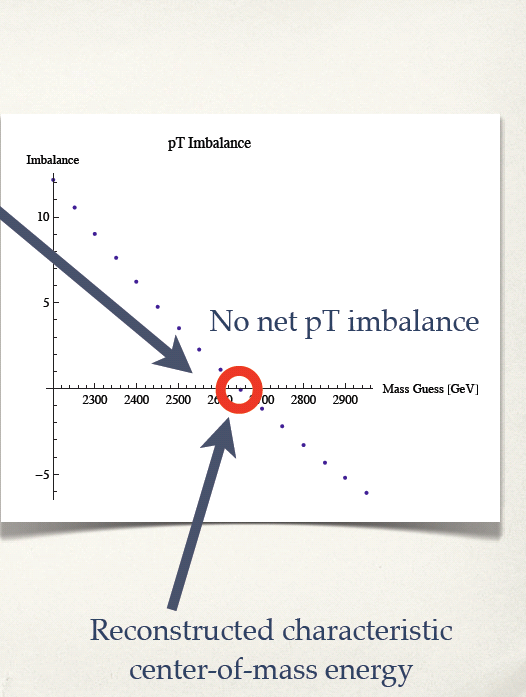 pT Imbalance
Imbalance
10
5
No net pT imbalance
Mass Guess [GeV]
2300 2400 2500 2800 2900
−5
Reconstructed characteristic
center-of-mass energy